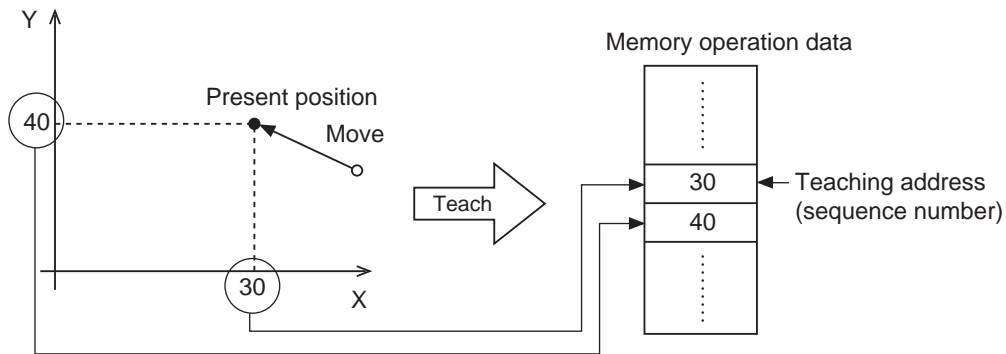 Y
Memory operation data
Present position
40
Move
30
Teaching address
Teach
(sequence number)
40
30
X